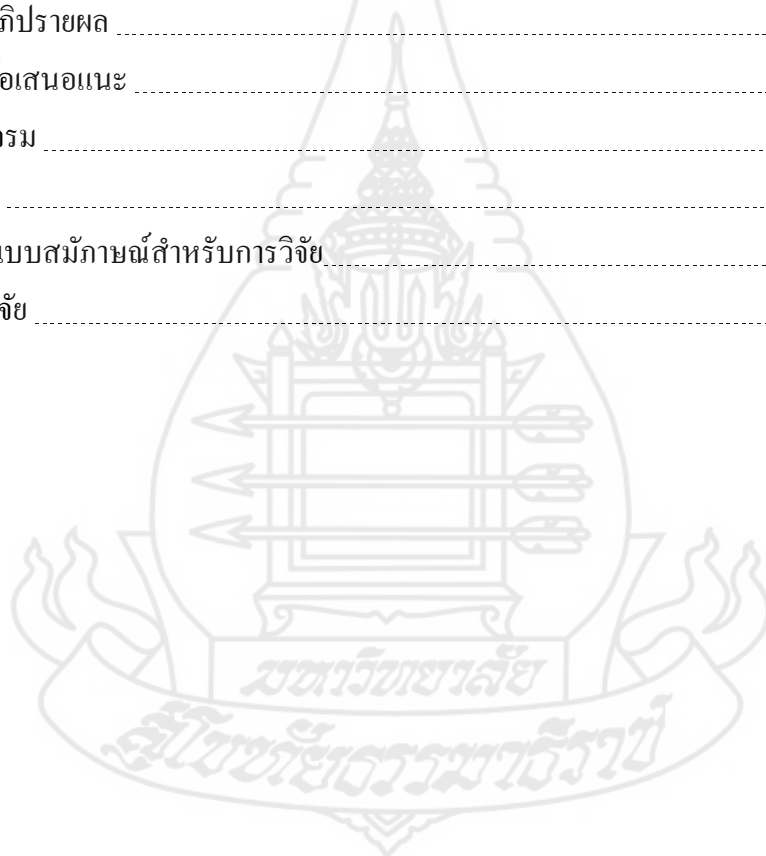 ภิปรายผล
อเสนอแนะ
รม
แบบสัมภาษณ์สำหรับการวิจัย
จัย
มหาวิทยาลัย
สุโขทัยธรรมาธิราช